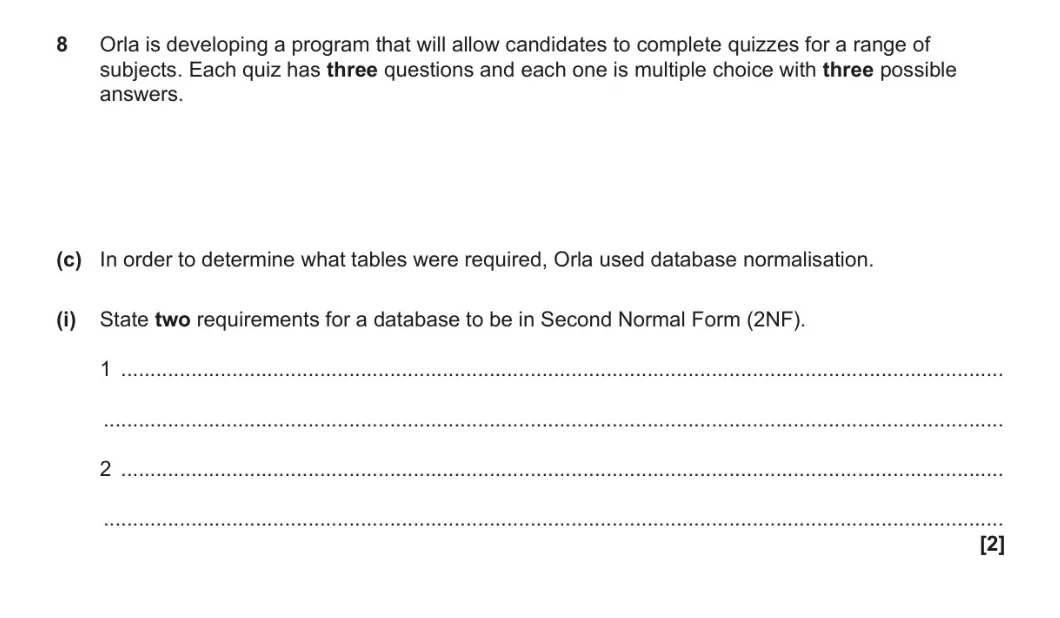 8 Orla is developing a program that will allow candidates to complete quizzes for a range of
subjects. Each quiz has three questions and each one is multiple choice with three possible
answers.
(c) In order to determine what tables were required, Orla used database normalisation.
(i) State two requirements for a database to be in Second Normal Form (2NF).
1 ................................................................................
................................................................................
2 ................................................................................
................................................................................
[2]